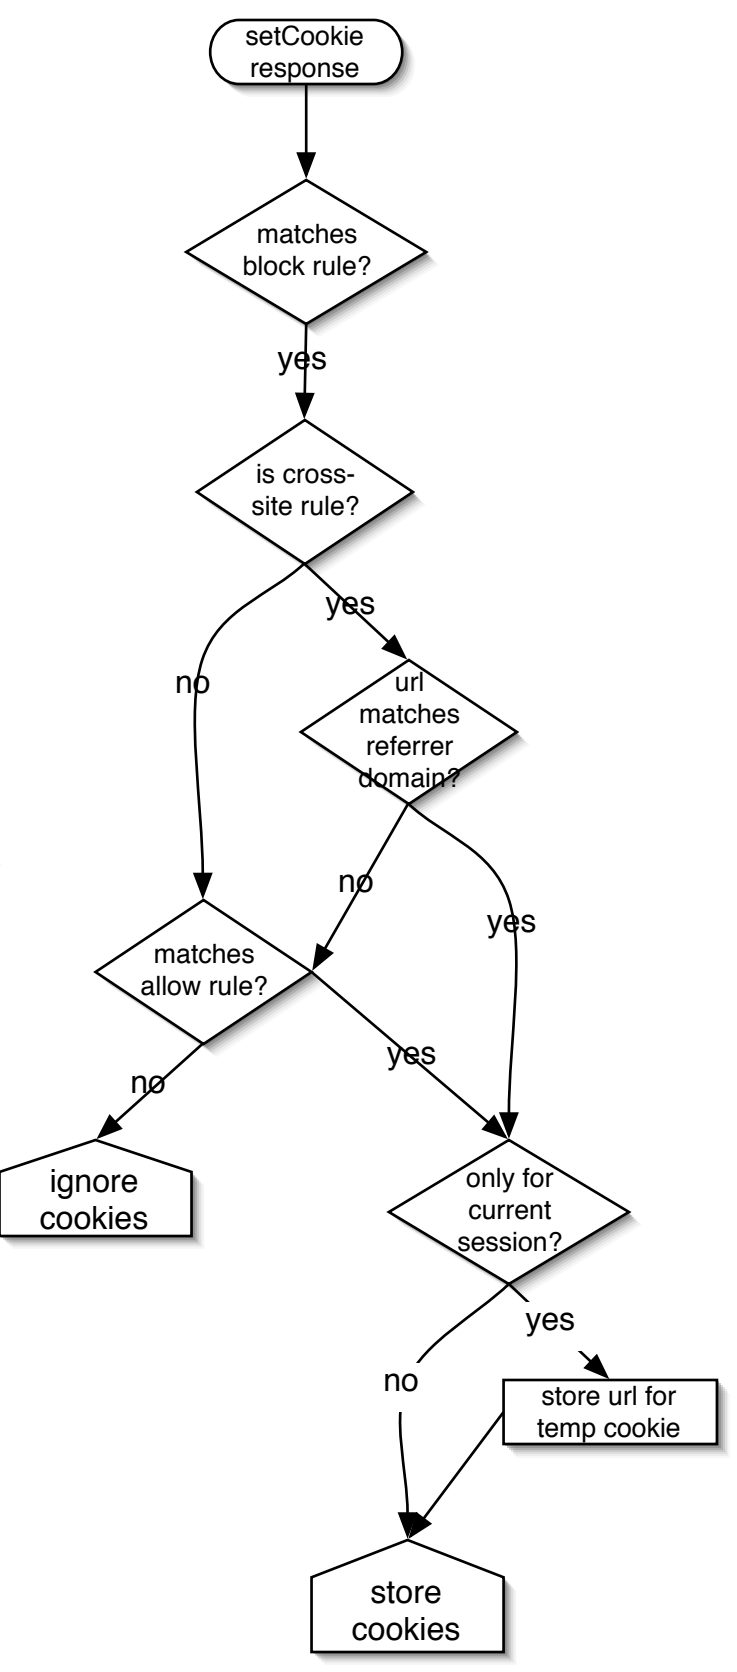 setCookie
response
matches
block rule?
yes
is cross-
site rule?
yes
no
url
matches
referrer
domain?
no
yes
matches
allow rule?
yes
no
ignore
cookies
only for
current
session?
yes
no
store url for
temp cookie
store
cookies